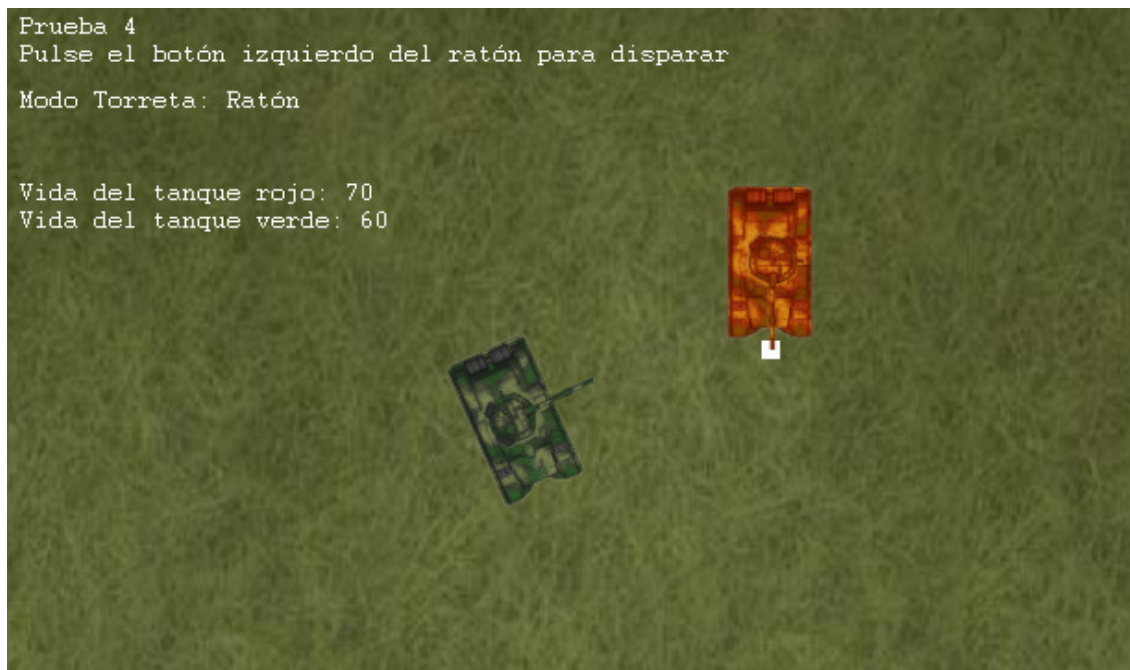 Prueba 4
Pulse el botón izquierdo del ratón para disparar
Modo Torreta: Ratón
Vida del tanque rojo: 70
Vida del tanque verde: 60